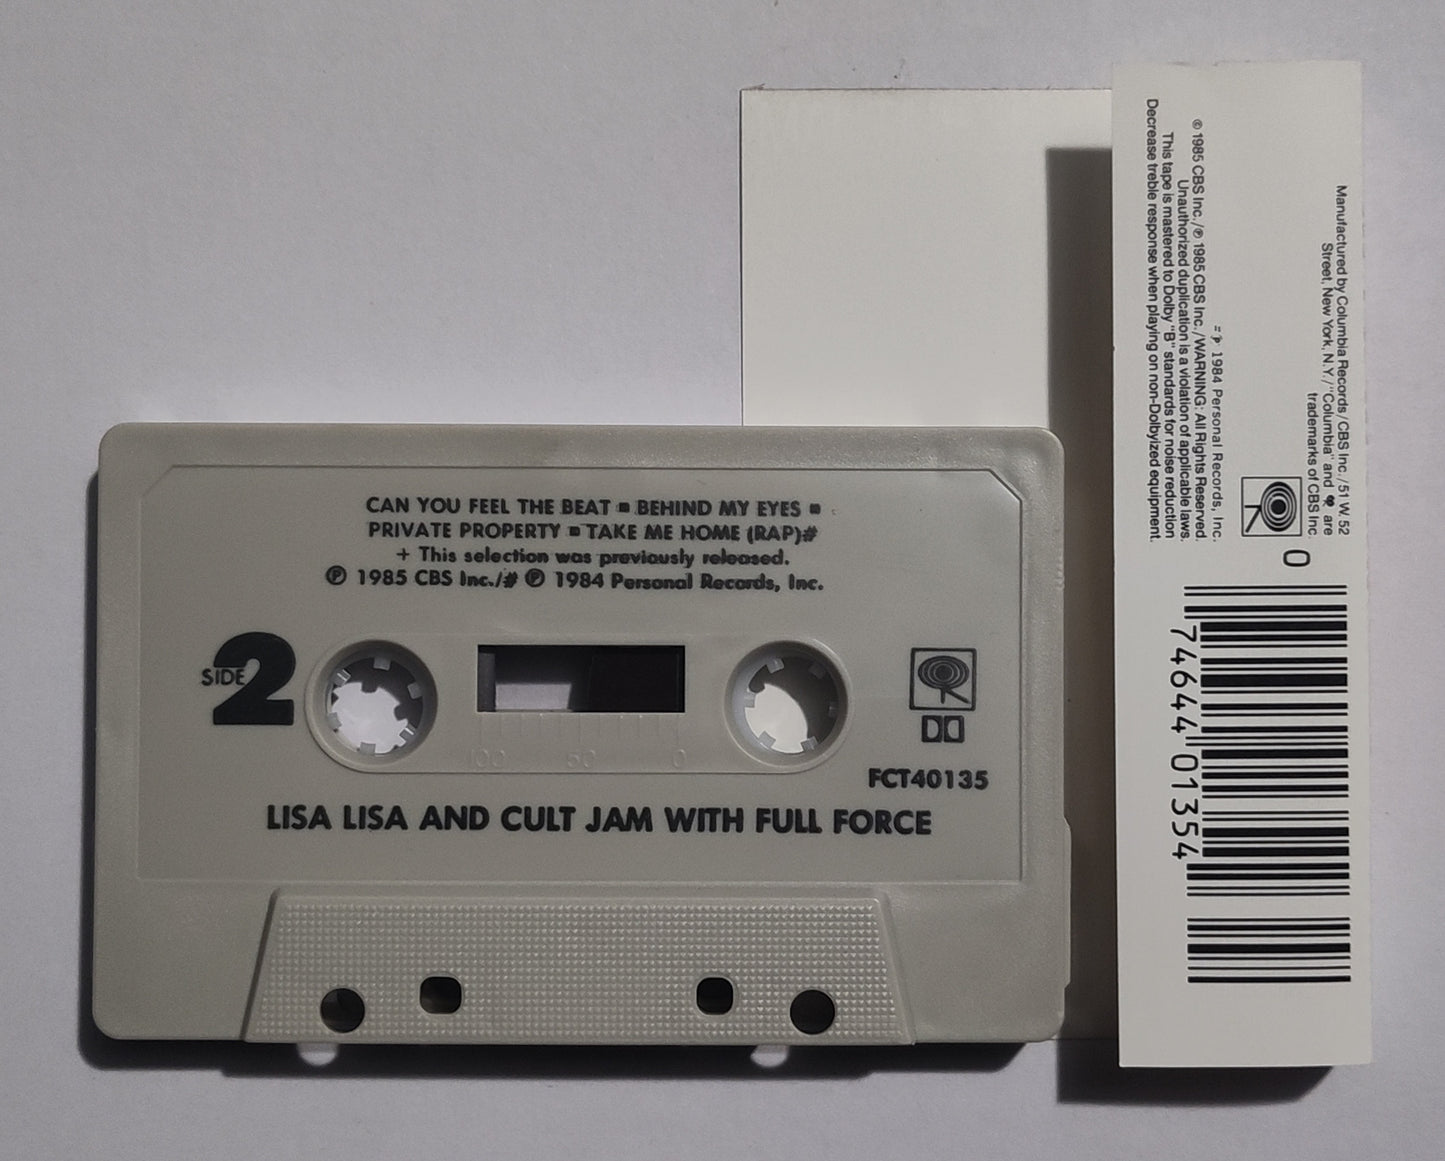 CAN YOU FEEL THE BEAT ■ BEHIND MY EYES ■
PRIVATE PROPERTY ■ TAKE ME HOME (RAP)#
+ This selection was previously released.
℗ 1985 CBS Inc./# ℗ 1984 Personal Records, Inc.
SIDE 2
100 50 0
FCT40135
LISA LISA AND CULT JAM WITH FULL FORCE
Manufactured by Columbia Records/CBS Inc./51 W. 52
Street, New York, N.Y./"Columbia" and are
trademarks of CBS Inc.
℗ 1984 Personal Records, Inc.
© 1985 CBS Inc./℗ 1985 CBS Inc./WARNING: All Rights Reserved.
Unauthorized duplication is a violation of applicable laws.
This tape is mastered to Dolby "B" standards for noise reduction
Decrease treble response when playing on non-Dolbyized equipment.
0
74644 01354